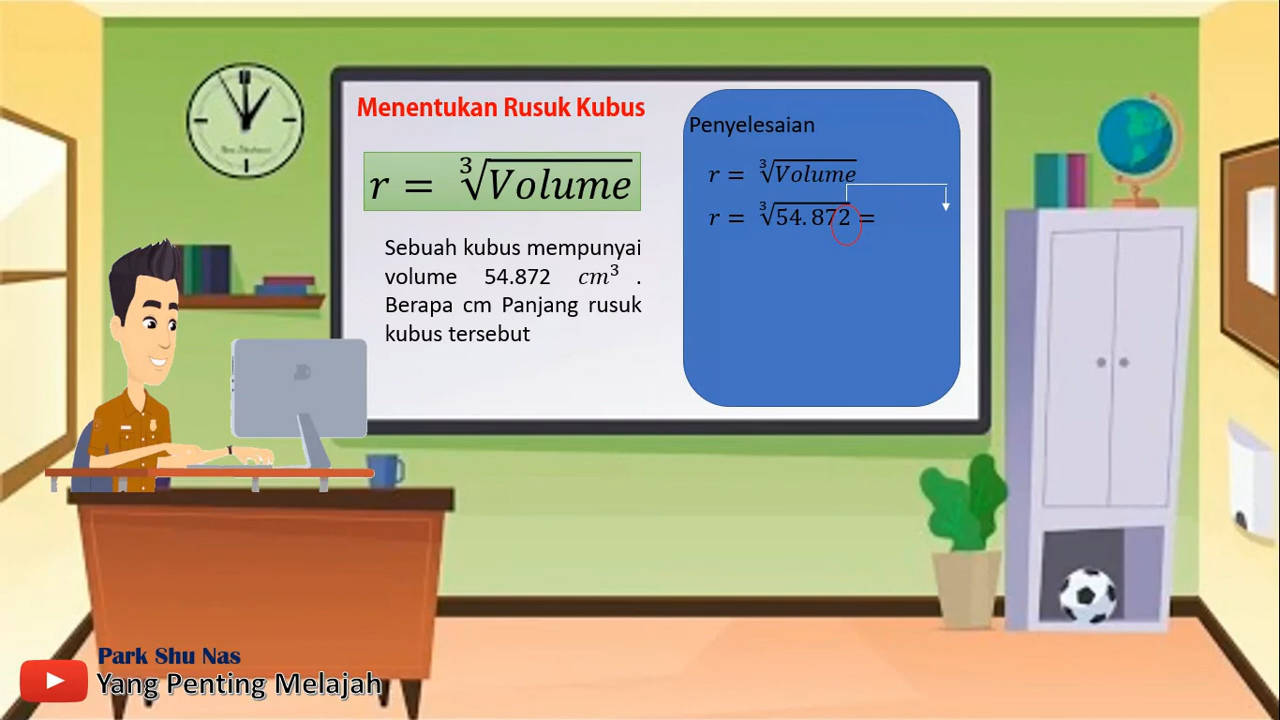 Menentukan Rusuk Kubus
r = ∛Volume
Sebuah kubus mempunyai
volume 54.872 cm³ .
Berapa cm Panjang rusuk
kubus tersebut
Penyelesaian
r = ∛Volume
r = ∛54.872 =
Park Shu Nas
Yang Penting Melajah